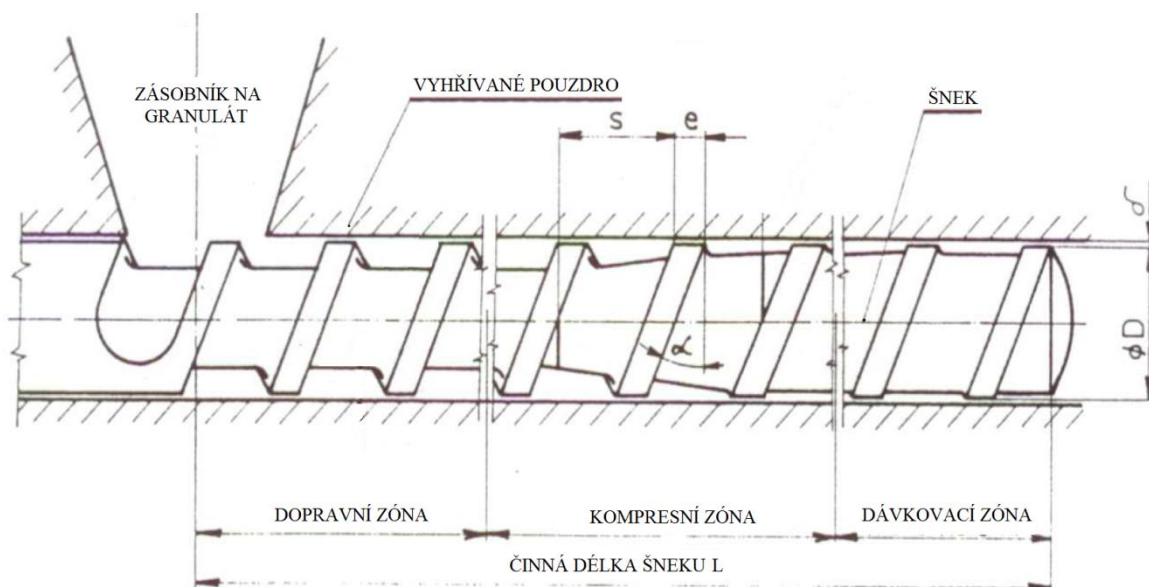 ZÁSOBNÍK NA
GRANULÁT
VYHŘÍVANÉ POUZDRO
ŠNEK
s
e
δ
α
ϕD
DOPRAVNÍ ZÓNA
KOMPRESNÍ ZÓNA
DÁVKOVACÍ ZÓNA
ČINNÁ DÉLKA ŠNEKU L